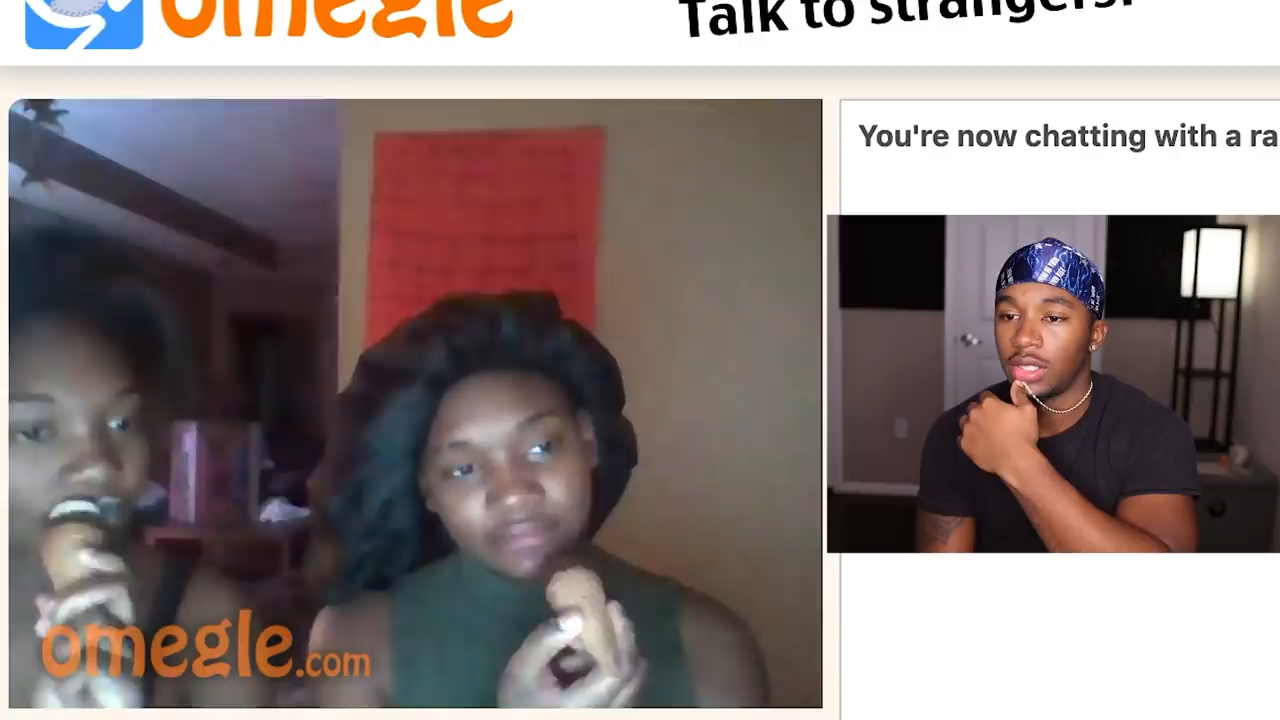 omegle
Talk to strangers!
You're now chatting with a ra
omegle.com